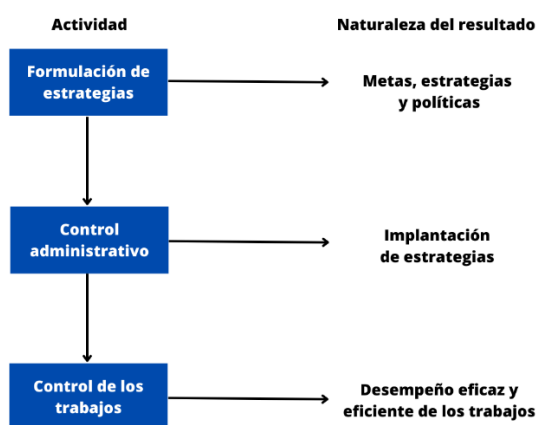 Actividad
Naturaleza del resultado
Formulación de
estrategias
Metas, estrategias
y políticas
Control
administrativo
Implantación
de estrategias
Control de los
trabajos
Desempeño eficaz y
eficiente de los trabajos